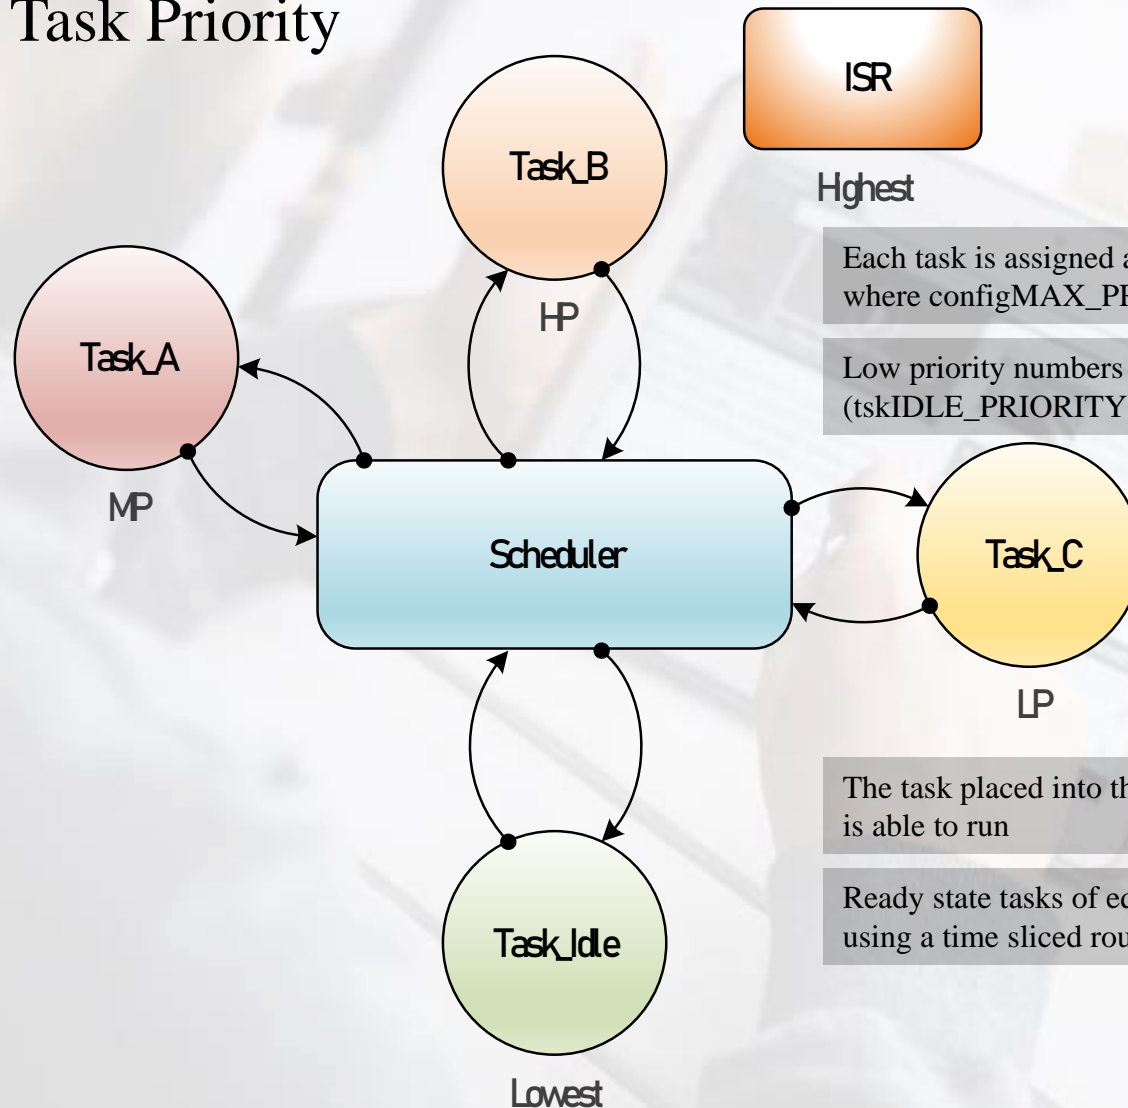 Task Priority
ISR
Highest
Task_B
HP
Each task is assigned a
where configMAX_PR
Task_A
MP
Low priority numbers
(tskIDLE_PRIORITY
Scheduler
Task_C
LP
The task placed into th
is able to run
Ready state tasks of eq
using a time sliced rou
Task_Idle
Lowest